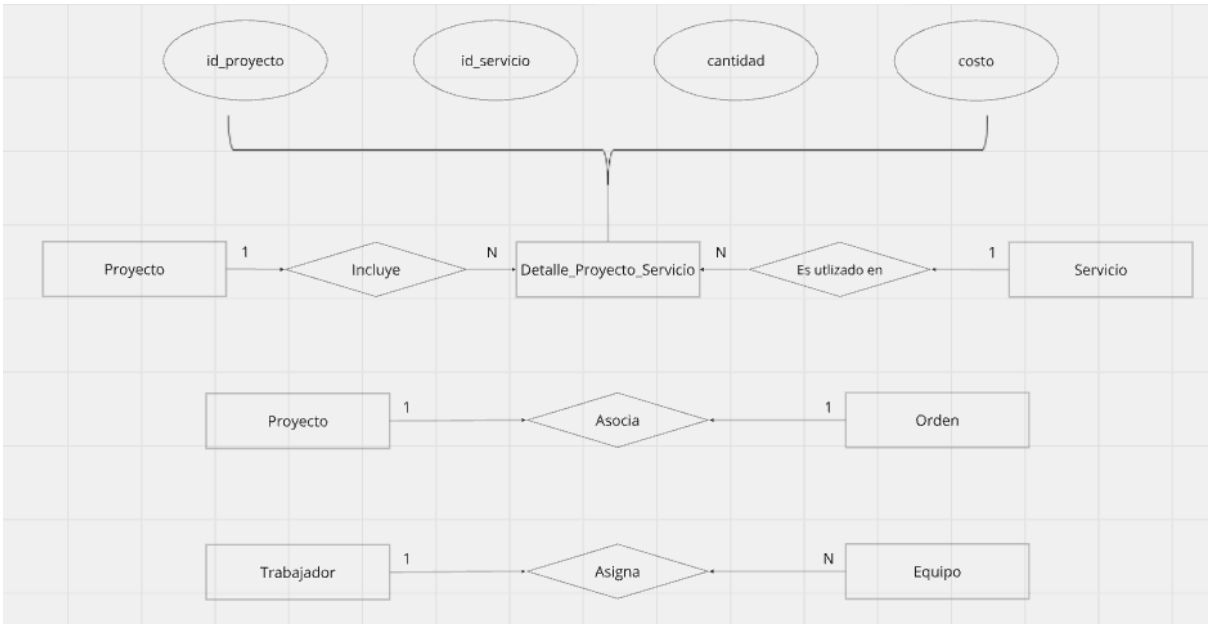 id_proyecto id_servicio cantidad costo
1 N N 1
Proyecto Incluye Detalle_Proyecto_Servicio Es utlizado en Servicio
1 1
Proyecto Asocia Orden
1 N
Trabajador Asigna Equipo